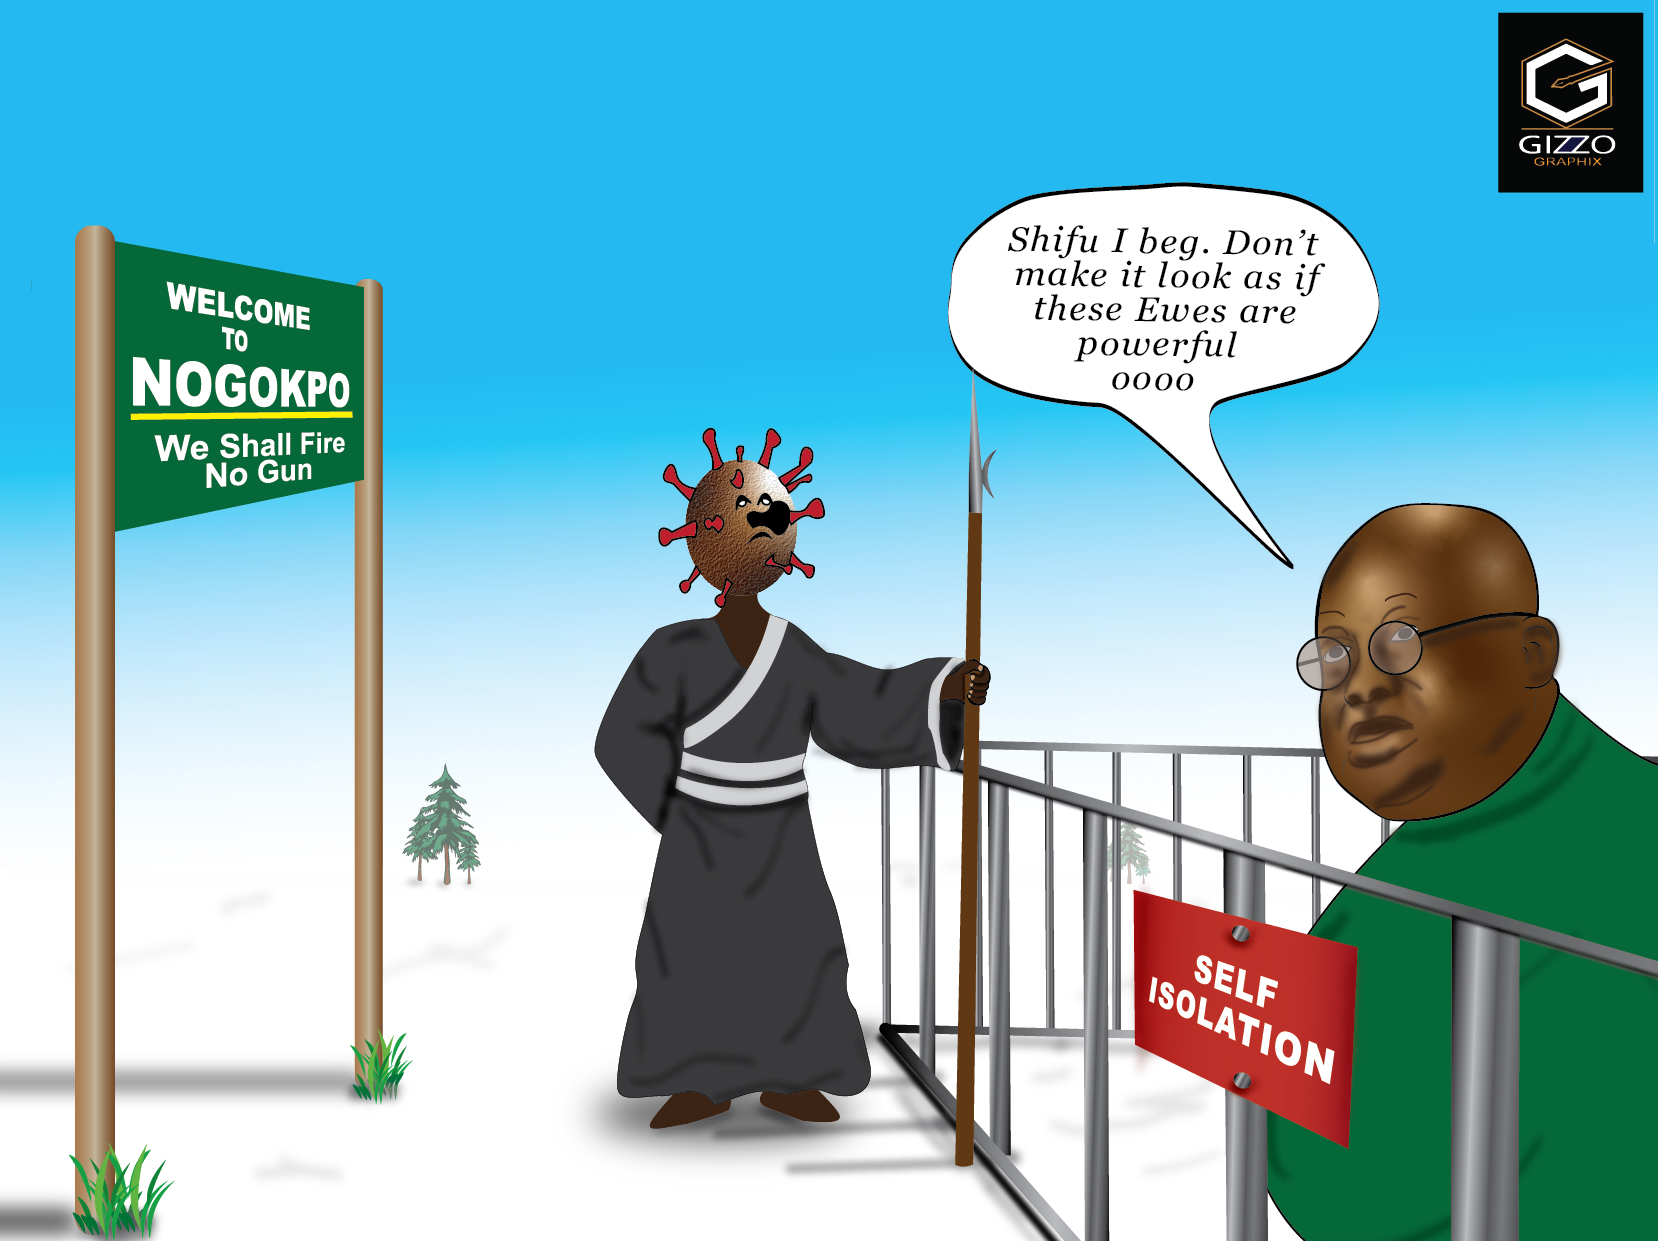 GIZZO
GRAPHIX
WELCOME
TO
NOGOKPO
We Shall Fire
No Gun
Shifu I beg. Don't
make it look as if
these Ewes are
powerful
oooo
SELF
ISOLATION